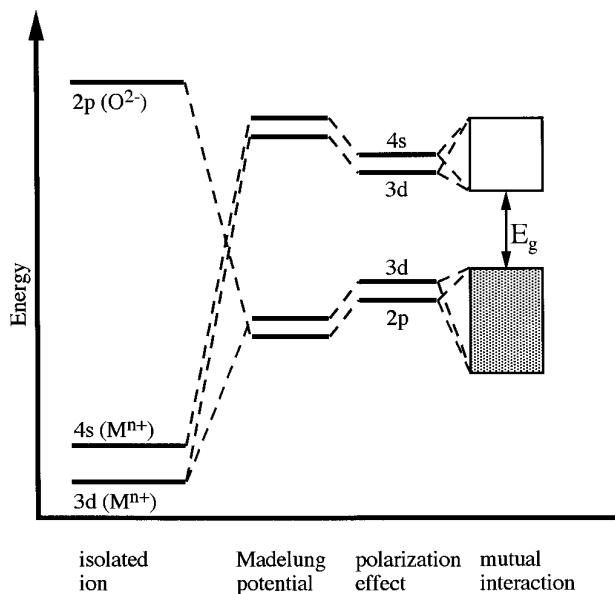 Energy
2p (O²⁻)
4s (Mⁿ⁺)
3d (Mⁿ⁺)
4s
3d
3d
2p
E_g
isolated ion
Madelung potential
polarization effect
mutual interaction